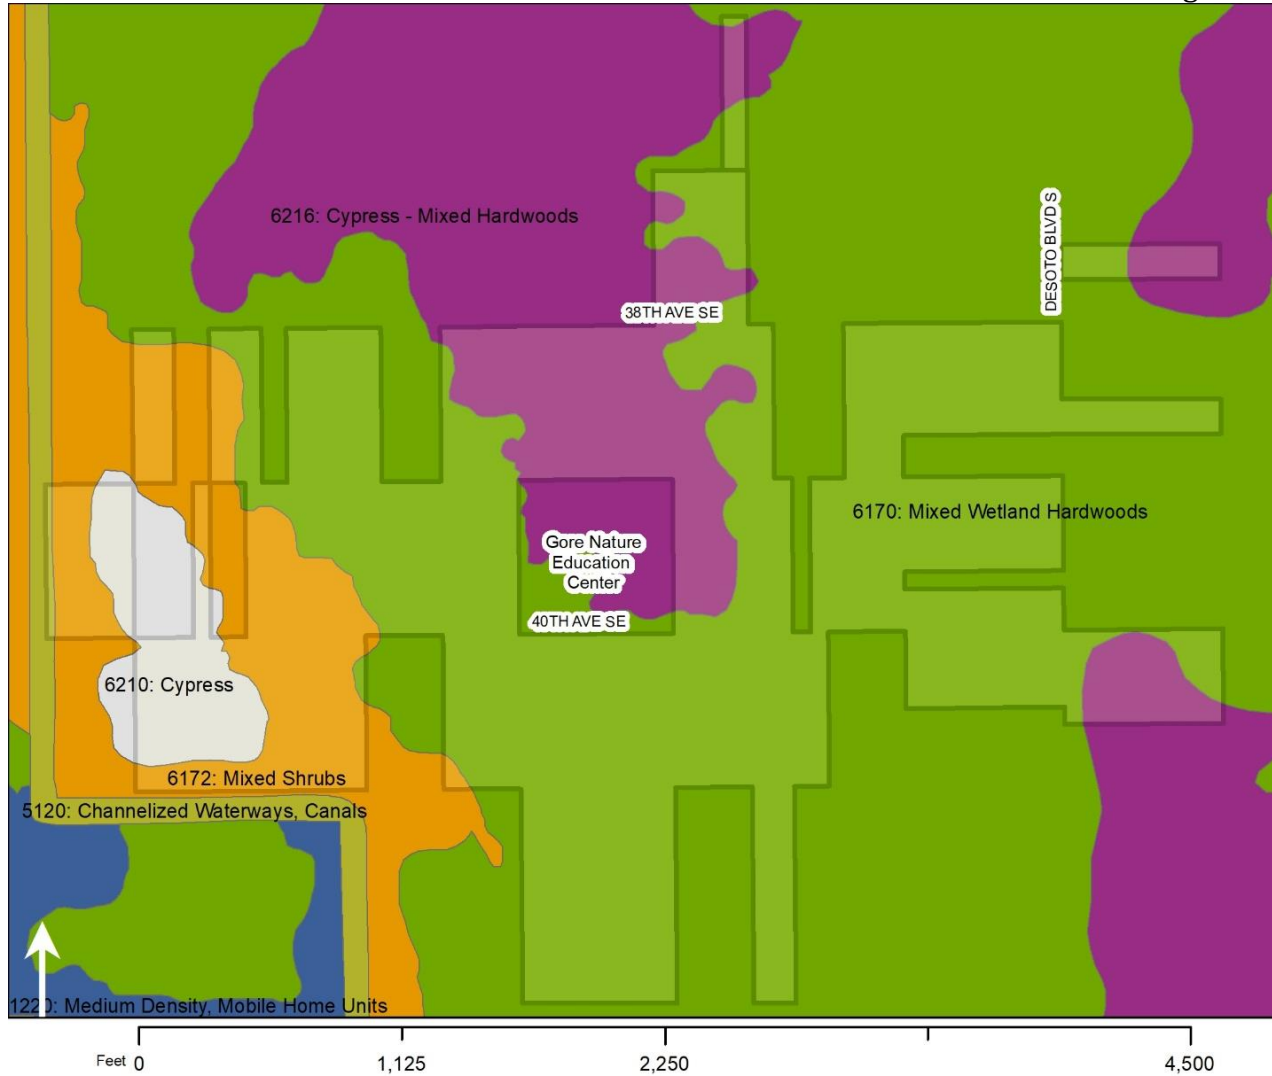 6216: Cypress - Mixed Hardwoods
DESOTO BLVD S
38TH AVE SE
6170: Mixed Wetland Hardwoods
Gore Nature
Education
Center
40TH AVE SE
6210: Cypress
6172: Mixed Shrubs
5120: Channelized Waterways, Canals
1220: Medium Density, Mobile Home Units
Feet 0 1,125 2,250 4,500